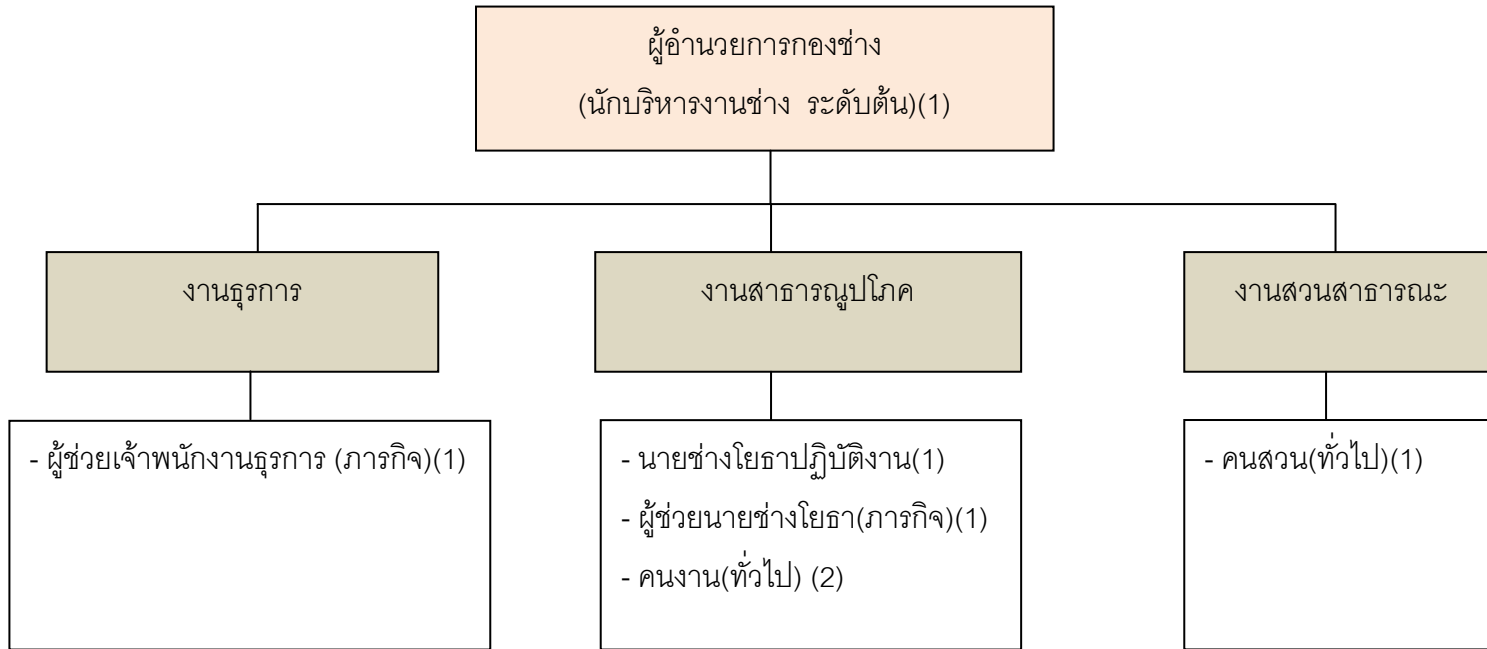 ผู้อำนวยการกองช่าง
(นักบริหารงานช่าง ระดับต้น)(1)
งานธุรการ
งานสาธารณูปโภค
งานสวนสาธารณะ
- ผู้ช่วยเจ้าพนักงานธุรการ (ภารกิจ)(1)
- นายช่างโยธาปฏิบัติงาน(1)
- ผู้ช่วยนายช่างโยธา(ภารกิจ)(1)
- คนงาน(ทั่วไป) (2)
- คนสวน(ทั่วไป)(1)